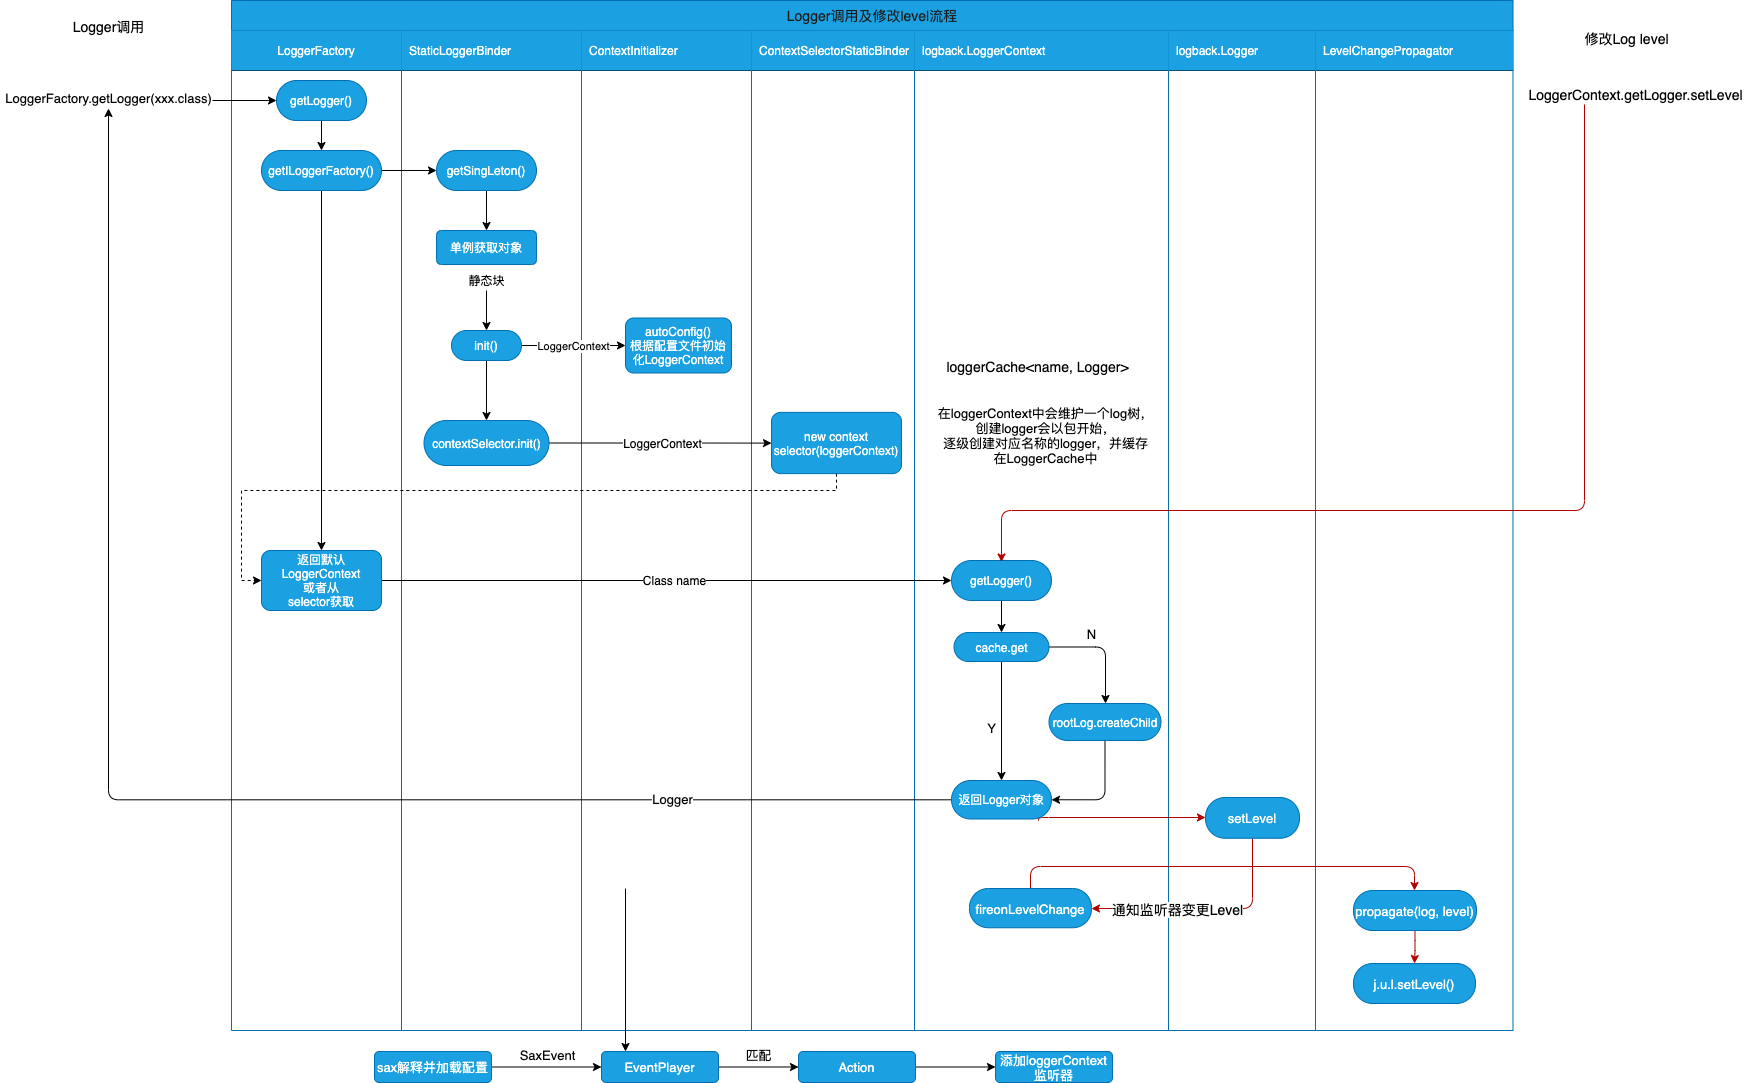 Logger调用及修改level流程
Logger调用
修改Log level
LoggerFactory
StaticLoggerBinder
ContextInitializer
ContextSelectorStaticBinder
logback.LoggerContext
logback.Logger
LevelChangePropagator
LoggerFactory.getLogger(xxx.class)
getLogger()
LoggerContext.getLogger.setLevel
getILoggerFactory()
getSingLeton()
单例获取对象
静态块
init()
LoggerContext
autoConfig()
根据配置文件初始
化LoggerContext
loggerCache<name, Logger>
在loggerContext中会维护一个log树，
创建logger会以包开始，
逐级创建对应名称的logger，并缓存
在LoggerCache中
contextSelector.init()
LoggerContext
new context
selector(loggerContext)
返回默认
LoggerContext
或者从
selector获取
Class name
getLogger()
cache.get
N
rootLog.createChild
Y
Logger
返回Logger对象
setLevel
fireonLevelChange
通知监听器变更Level
propagate(log, level)
j.u.l.setLevel()
sax解释并加载配置
SaxEvent
EventPlayer
匹配
Action
添加loggerContext
监听器